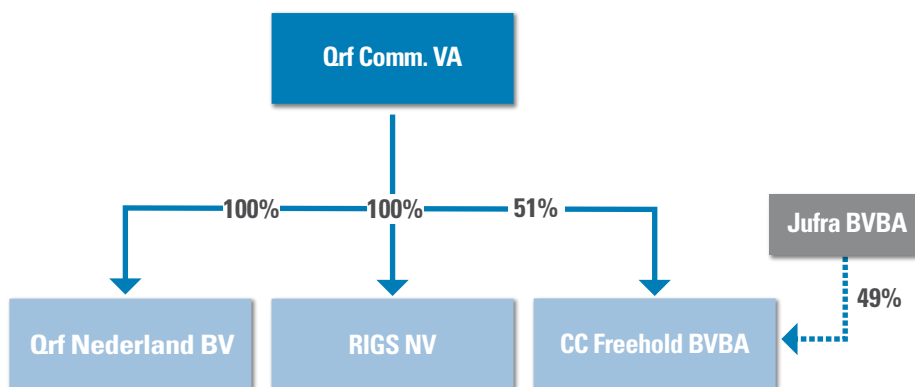 Qrf Comm. VA
100%
100%
51%
Jufra BVBA
49%
Qrf Nederland BV
RIGS NV
CC Freehold BVBA